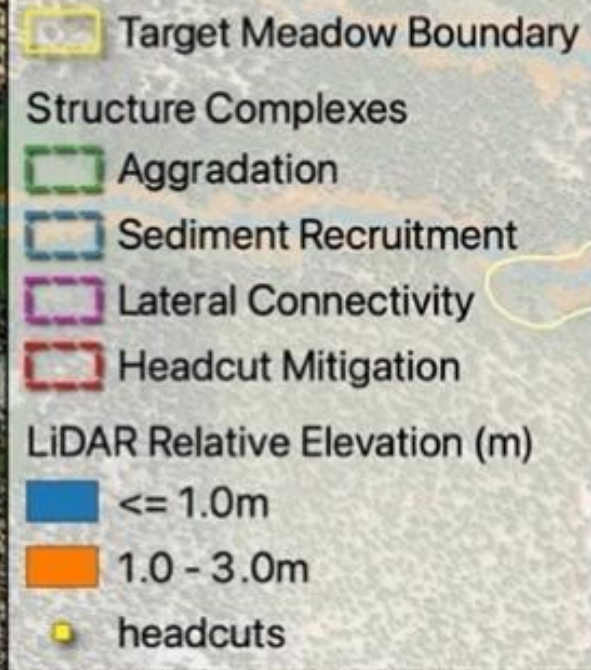 Target Meadow Boundary
Structure Complexes
Aggradation
Sediment Recruitment
Lateral Connectivity
Headcut Mitigation
LiDAR Relative Elevation (m)
<= 1.0m
1.0 - 3.0m
headcuts